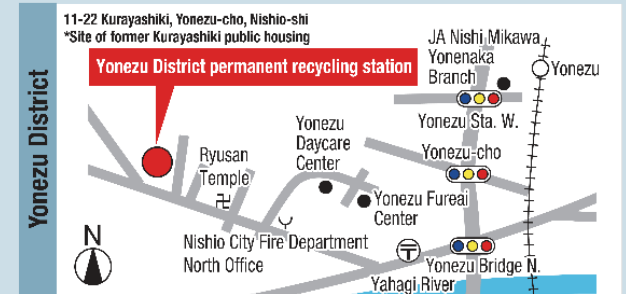 11-22 Kurayashiki, Yonezu-cho, Nishio-shi
*Site of former Kurayashiki public housing
Yonezu District permanent recycling station
Yonezu District
JA Nishi Mikawa
Yonenaka
Branch
Yonezu
Yonezu Sta. W.
Yonezu
Daycare
Center
Yonezu-cho
Ryusan
Temple
卍
Yonezu Fureai
Center
Nishio City Fire Department
North Office
〒
Yonezu Bridge N.
Yahagi River
N